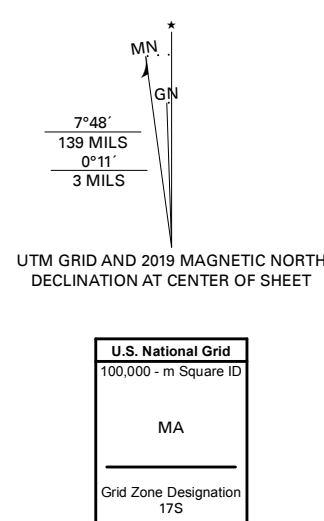 MN
GN
7°48´
139 MILS
0°11´
3 MILS
UTM GRID AND 2019 MAGNETIC NORTH
DECLINATION AT CENTER OF SHEET
U.S. National Grid
100,000 - m Square ID
MA
Grid Zone Designation
17S